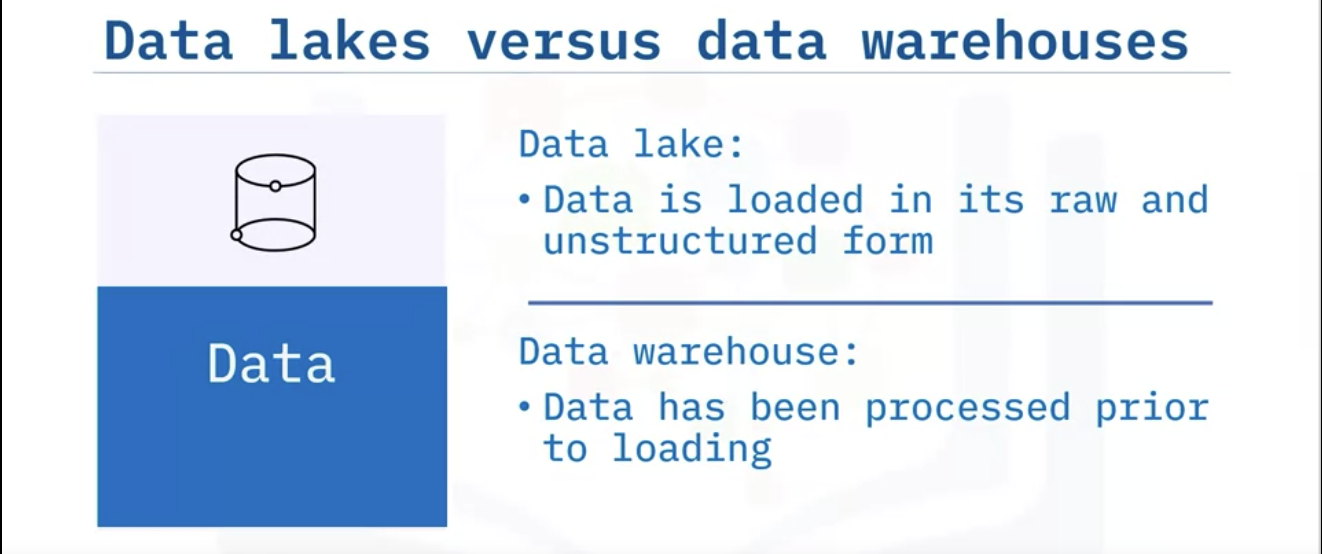 Data lakes versus data warehouses
Data
Data lake:
• Data is loaded in its raw and
unstructured form
Data warehouse:
• Data has been processed prior
to loading